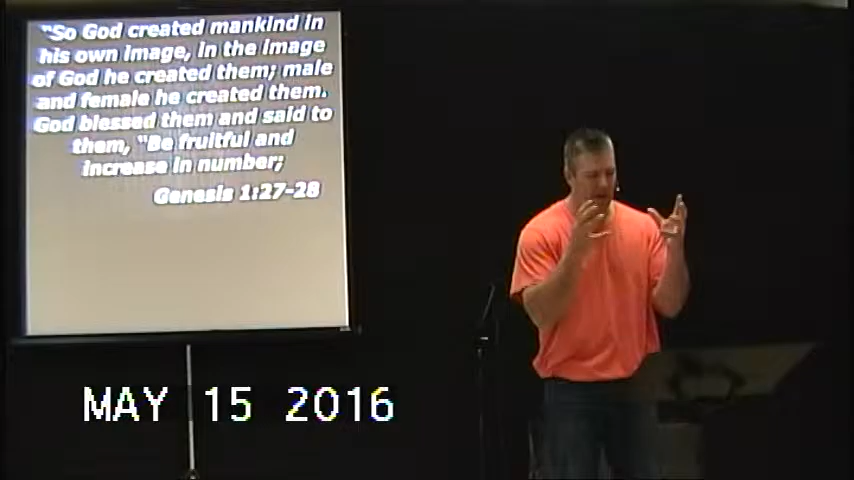 "So God created mankind in
his own image, in the image
of God he created them; male
and female he created them.
God blessed them and said to
them, "Be fruitful and
increase in number;
Genesis 1:27-28
MAY 15 2016